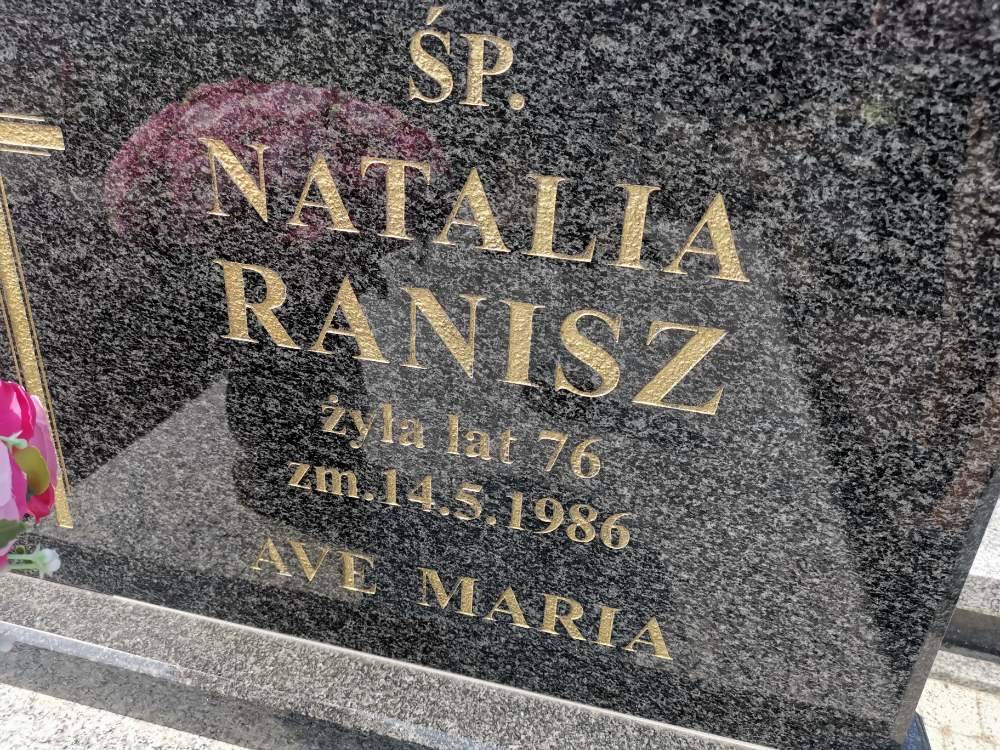 ŚP.
NATALIA
RANISZ
żyła lat 76
zm.14.5.1986
AVE MARIA